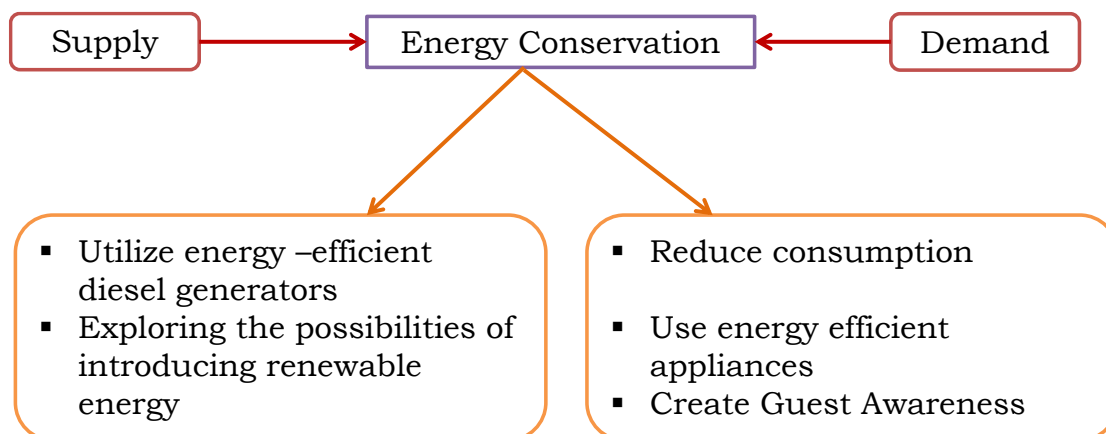 Supply
Energy Conservation
Demand
▪ Utilize energy –efficient
diesel generators
▪ Exploring the possibilities of
introducing renewable
energy
▪ Reduce consumption
▪ Use energy efficient
appliances
▪ Create Guest Awareness